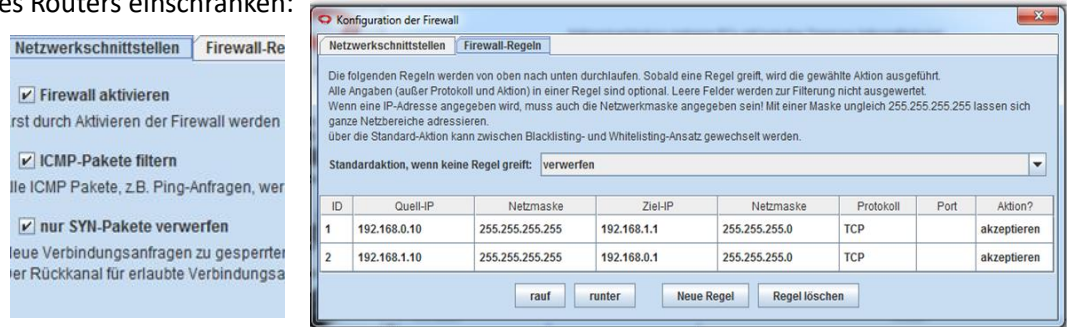 es Routers einschränken:
Netzwerkschnittstellen Firewall-Re
Firewall aktivieren
rst durch Aktivieren der Firewall werden
ICMP-Pakete filtern
lle ICMP Pakete, z.B. Ping-Anfragen, wer
nur SYN-Pakete verwerfen
leue Verbindungsanfragen zu gesperrter
er Rückkanal für erlaubte Verbindungsa
Konfiguration der Firewall
Netzwerkschnittstellen Firewall-Regeln
Die folgenden Regeln werden von oben nach unten durchlaufen. Sobald eine Regel greift, wird die gewählte Aktion ausgeführt.
Alle Angaben (außer Protokoll und Aktion) in einer Regel sind optional. Leere Felder werden zur Filterung nicht ausgewertet.
Wenn eine IP-Adresse angegeben wird, muss auch die Netzwerkmaske angegeben sein! Mit einer Maske ungleich 255.255.255.255 lassen sich
ganze Netzbereiche adressieren.
über die Standard-Aktion kann zwischen Blacklisting- und Whitelisting-Ansatz gewechselt werden.
Standardaktion, wenn keine Regel greift: verwerfen
ID Quell-IP Netzmaske Ziel-IP Netzmaske Protokoll Port Aktion?
1 192.168.0.10 255.255.255.255 192.168.1.1 255.255.255.0 TCP akzeptieren
2 192.168.1.10 255.255.255.255 192.168.0.1 255.255.255.0 TCP akzeptieren
rauf runter Neue Regel Regel löschen